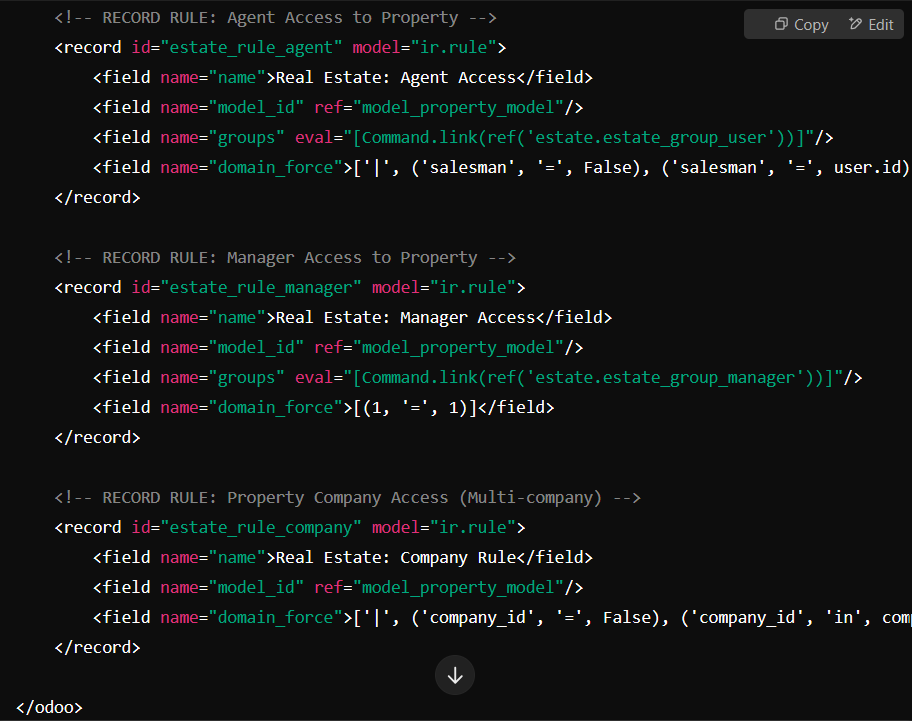 <!-- RECORD RULE: Agent Access to Property -->
Copy Edit
<record id="estate_rule_agent" model="ir.rule">
<field name="name">Real Estate: Agent Access</field>
<field name="model_id" ref="model_property_model"/>
<field name="groups" eval="[Command.link(ref('estate.estate_group_user'))]"/>
<field name="domain_force">['|', ('salesman', '=', False), ('salesman', '=', user.id)
</record>
<!-- RECORD RULE: Manager Access to Property -->
<record id="estate_rule_manager" model="ir.rule">
<field name="name">Real Estate: Manager Access</field>
<field name="model_id" ref="model_property_model"/>
<field name="groups" eval="[Command.link(ref('estate.estate_group_manager'))]"/>
<field name="domain_force">[(1, '=', 1)]</field>
</record>
<!-- RECORD RULE: Property Company Access (Multi-company) -->
<record id="estate_rule_company" model="ir.rule">
<field name="name">Real Estate: Company Rule</field>
<field name="model_id" ref="model_property_model"/>
<field name="domain_force">['|', ('company_id', '=', False), ('company_id', 'in',
</record>
</odoo>